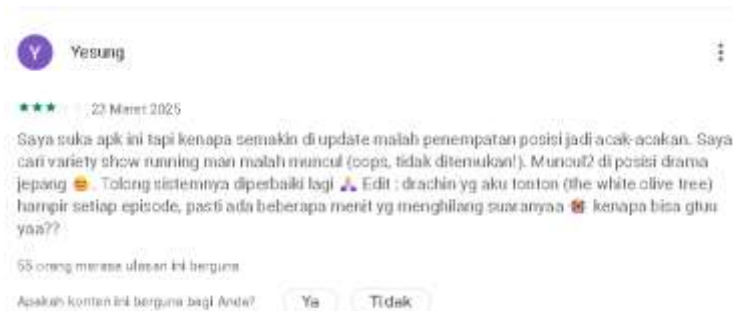 Y
Yesung
23 Maret 2025
Saya suka apk ini tapi kenapa semakin di update malah penempatan posisi jadi acak-acakan. Saya
cari variety show running man malah muncul (oops, tidak ditemukan!). Muncul2 di posisi drama
jepang 😑. Tolong sistemnya diperbaiki lagi 🙏 Edit : drachin yg aku tonton (the white olive tree)
hampir setiap episode, pasti ada beberapa menit yg menghilang suaranyaa 😭 kenapa bisa gtuu
yaa??
55 orang merasa ulasan ini berguna
Apakah konten ini berguna bagi Anda?
Ya
Tidak